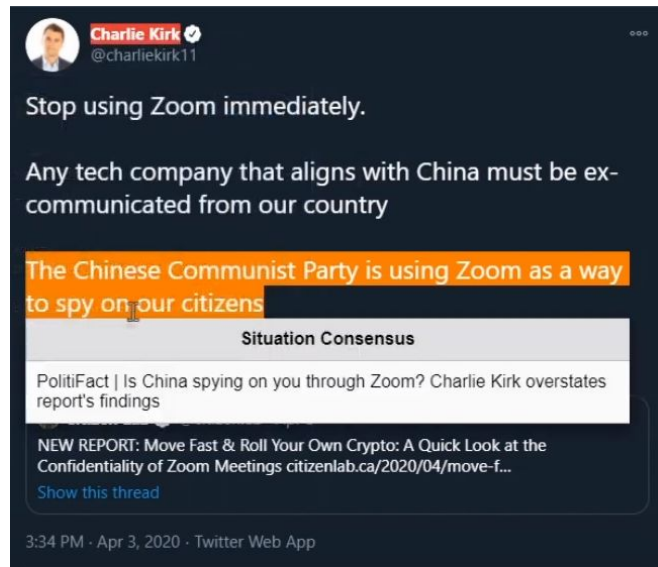 Charlie Kirk
@charliekirk11
Stop using Zoom immediately.
Any tech company that aligns with China must be ex-
communicated from our country
The Chinese Communist Party is using Zoom as a way
to spy on our citizens
Situation Consensus
PolitiFact | Is China spying on you through Zoom? Charlie Kirk overstates
report's findings
NEW REPORT: Move Fast & Roll Your Own Crypto: A Quick Look at the
Confidentiality of Zoom Meetings citizenlab.ca/2020/04/move-f...
Show this thread
3:34 PM · Apr 3, 2020 · Twitter Web App